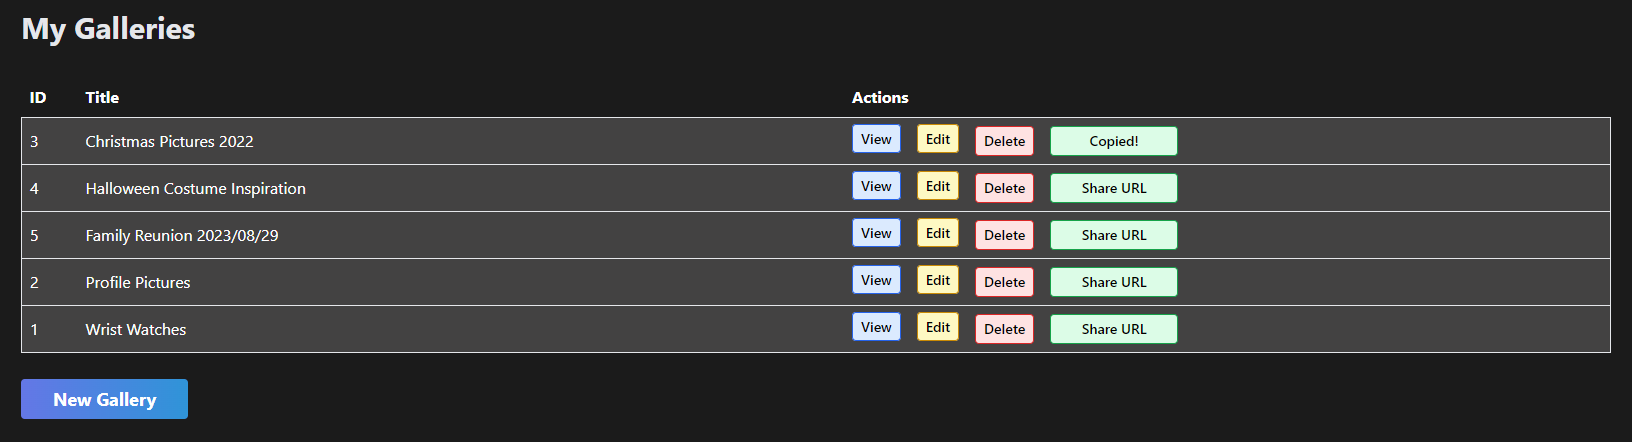 My Galleries
ID Title Actions
3 Christmas Pictures 2022 View Edit Delete Copied!
4 Halloween Costume Inspiration View Edit Delete Share URL
5 Family Reunion 2023/08/29 View Edit Delete Share URL
2 Profile Pictures View Edit Delete Share URL
1 Wrist Watches View Edit Delete Share URL
New Gallery